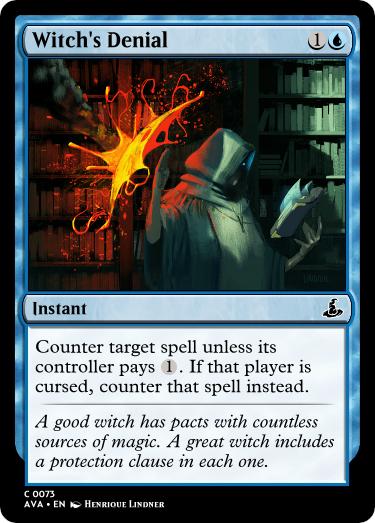 Witch's Denial 1
Instant
Counter target spell unless its
controller pays 1. If that player is
cursed, counter that spell instead.
A good witch has pacts with countless
sources of magic. A great witch includes
a protection clause in each one.
C 0073
AVA • EN Henrique Lindner